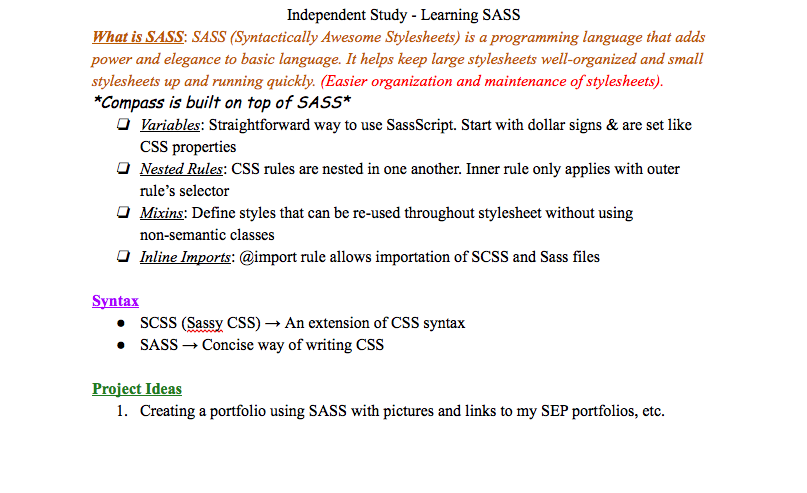 Independent Study - Learning SASS
What is SASS: SASS (Syntactically Awesome Stylesheets) is a programming language that adds
power and elegance to basic language. It helps keep large stylesheets well-organized and small
stylesheets up and running quickly. (Easier organization and maintenance of stylesheets).
*Compass is built on top of SASS*
❏ Variables: Straightforward way to use SassScript. Start with dollar signs & are set like
CSS properties
❏ Nested Rules: CSS rules are nested in one another. Inner rule only applies with outer
rule’s selector
❏ Mixins: Define styles that can be re-used throughout stylesheet without using
non-semantic classes
❏ Inline Imports: @import rule allows importation of SCSS and Sass files
Syntax
● SCSS (Sassy CSS) → An extension of CSS syntax
● SASS → Concise way of writing CSS
Project Ideas
1. Creating a portfolio using SASS with pictures and links to my SEP portfolios, etc.